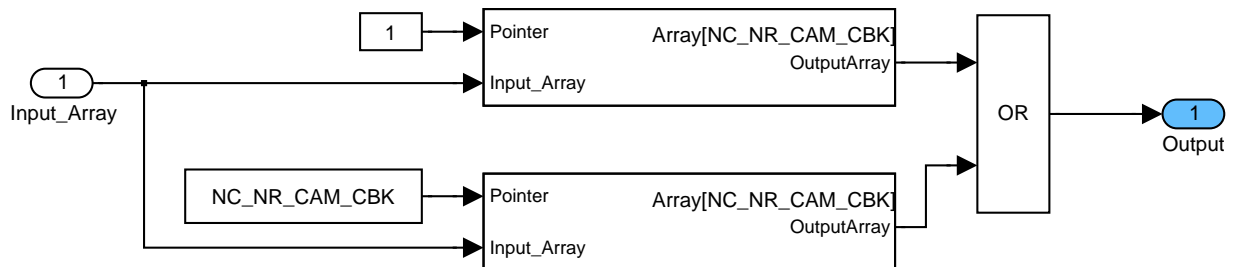 1
Pointer
Array[NC_NR_CAM_CBK]
OutputArray
Input_Array
1
Input_Array
OR
1
Output
NC_NR_CAM_CBK
Pointer
Array[NC_NR_CAM_CBK]
OutputArray
Input_Array